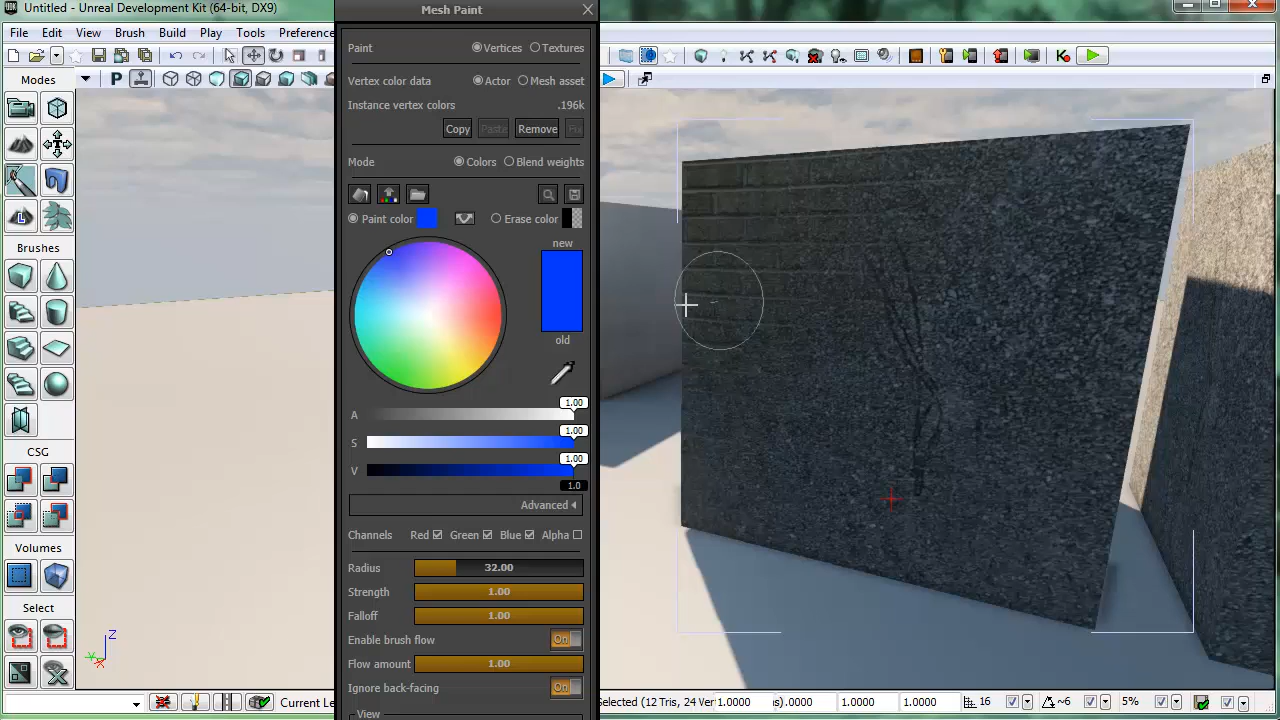 Untitled - Unreal Development Kit (64-bit, DX9)
Mesh Paint
File Edit View Brush Build Play Tools Preference
Modes
P
Paint Vertices Textures
Vertex color data Actor Mesh asset
Instance vertex colors .196k
Copy Paste Remove Fix
Mode Colors Blend weights
Paint color Erase color
new
old
A 1.00
S 1.00
V 1.00
1.0
Advanced
Channels Red Green Blue Alpha
Radius 32.00
Strength 1.00
Falloff 1.00
Enable brush flow On
Flow amount 1.00
Ignore back-facing On
View
Brushes
CSG
Volumes
Select
L
Z
Y
X
Current Le
Selected (12 Tris, 24 Ver
1.0000
.0000 1.0000 1.0000 16 ~6 5%